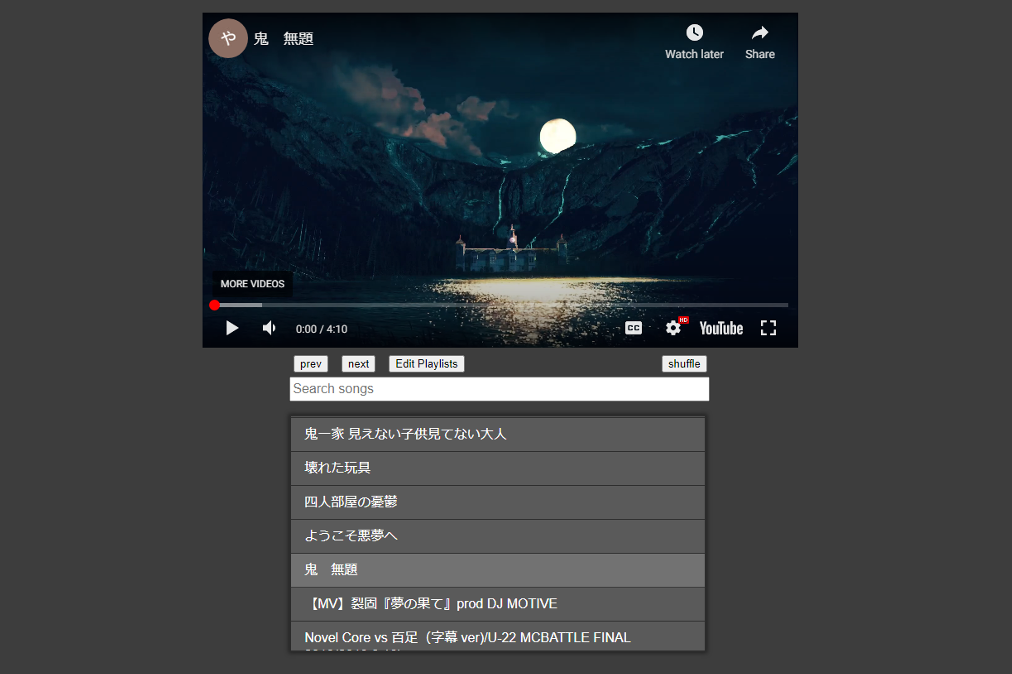 や 鬼　無題
Watch later
Share
MORE VIDEOS
0:00 / 4:10
CC
HD
YouTube
prev
next
Edit Playlists
shuffle
Search songs
鬼一家 見えない子供見てない大人
壊れた玩具
四人部屋の憂鬱
ようこそ悪夢へ
鬼　無題
【MV】裂固『夢の果て』prod DJ MOTIVE
Novel Core vs 百足（字幕 ver)/U-22 MCBATTLE FINAL